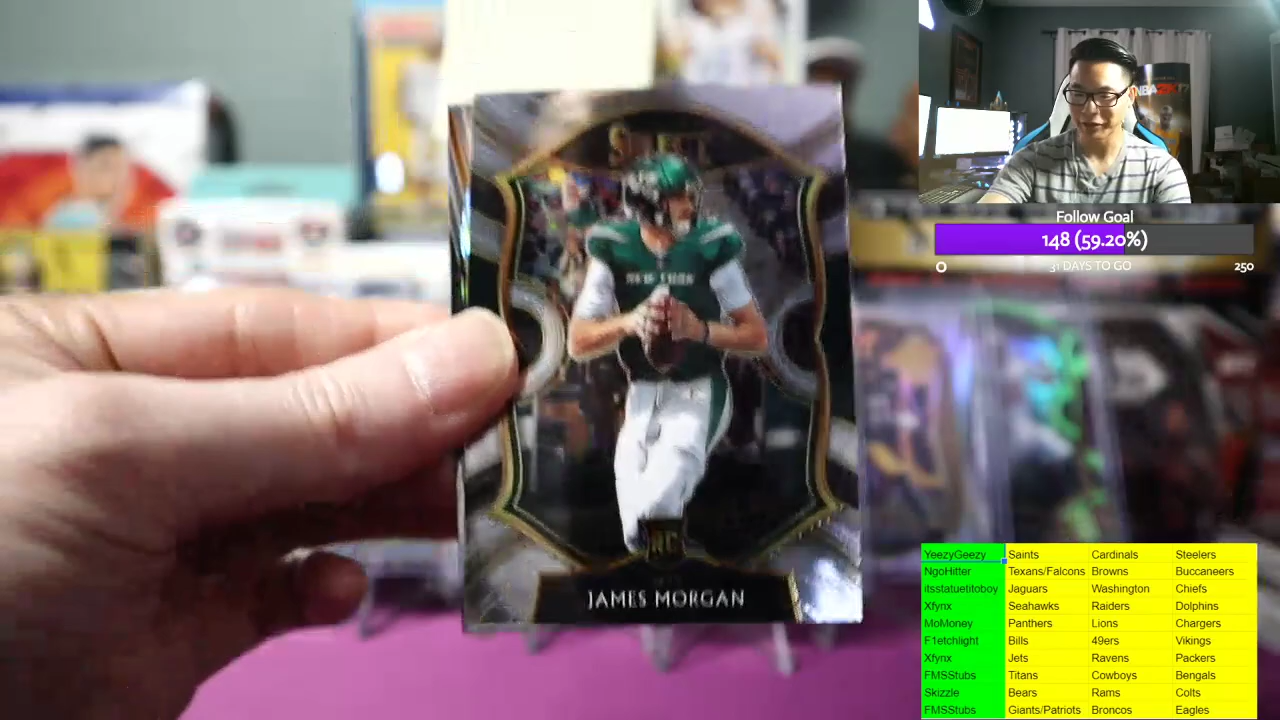 SELECT
NEW YORK
RC
JAMES MORGAN
NBA2K17
Follow Goal
148 (59.20%)
0 31 DAYS TO GO 250
YeezyGeezy Saints Cardinals Steelers
NgoHitter Texans/Falcons Browns Buccaneers
itsstatuetitoboy Jaguars Washington Chiefs
Xfynx Seahawks Raiders Dolphins
MoMoney Panthers Lions Chargers
F1etchlight Bills 49ers Vikings
Xfynx Jets Ravens Packers
FMSStubs Titans Cowboys Bengals
Skizzle Bears Rams Colts
FMSStubs Giants/Patriots Broncos Eagles